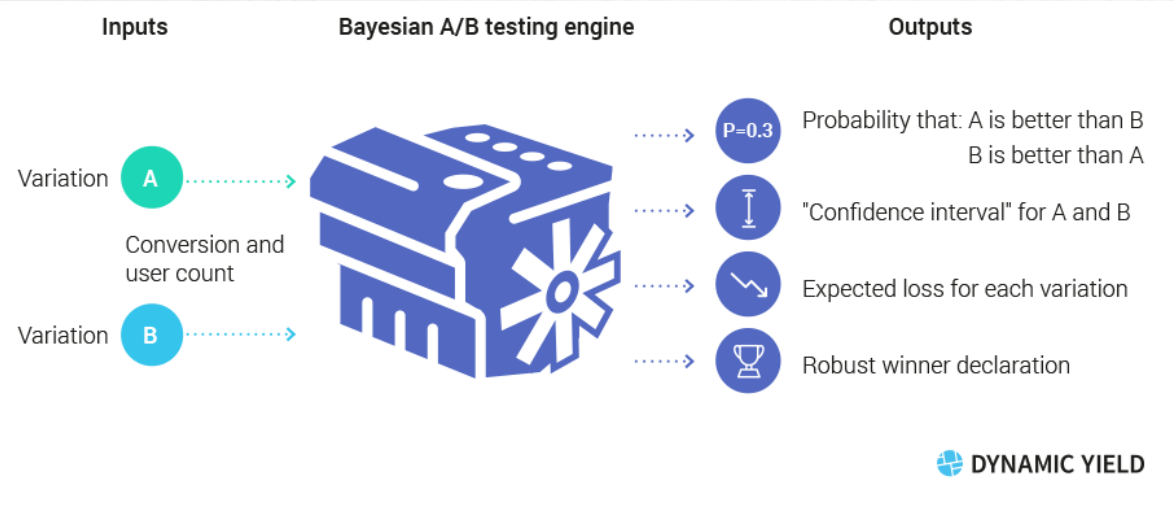 Inputs
Bayesian A/B testing engine
Outputs
Variation A
Conversion and
user count
Variation B
P=0.3 Probability that: A is better than B
B is better than A
"Confidence interval" for A and B
Expected loss for each variation
Robust winner declaration
DYNAMIC YIELD